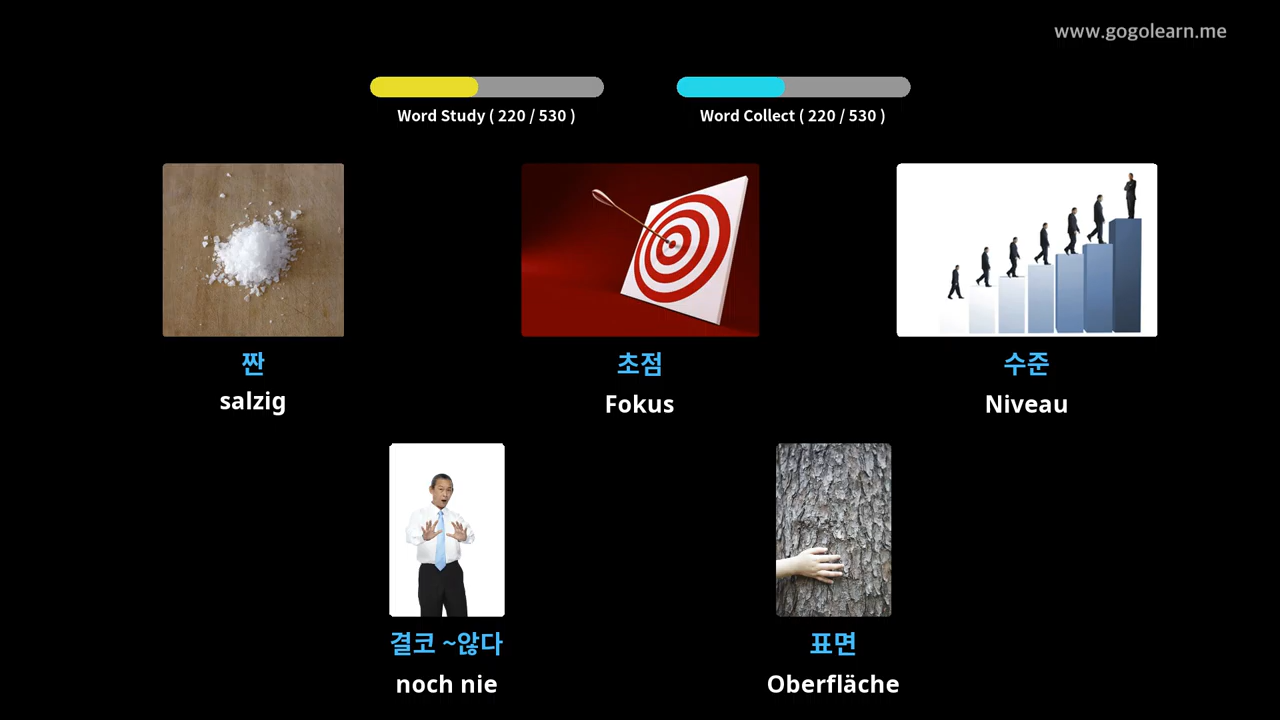 www.gogolearn.me
Word Study ( 220 / 530 )
Word Collect ( 220 / 530 )
짠
salzig
초점
Fokus
수준
Niveau
결코 ~않다
noch nie
표면
Oberfläche